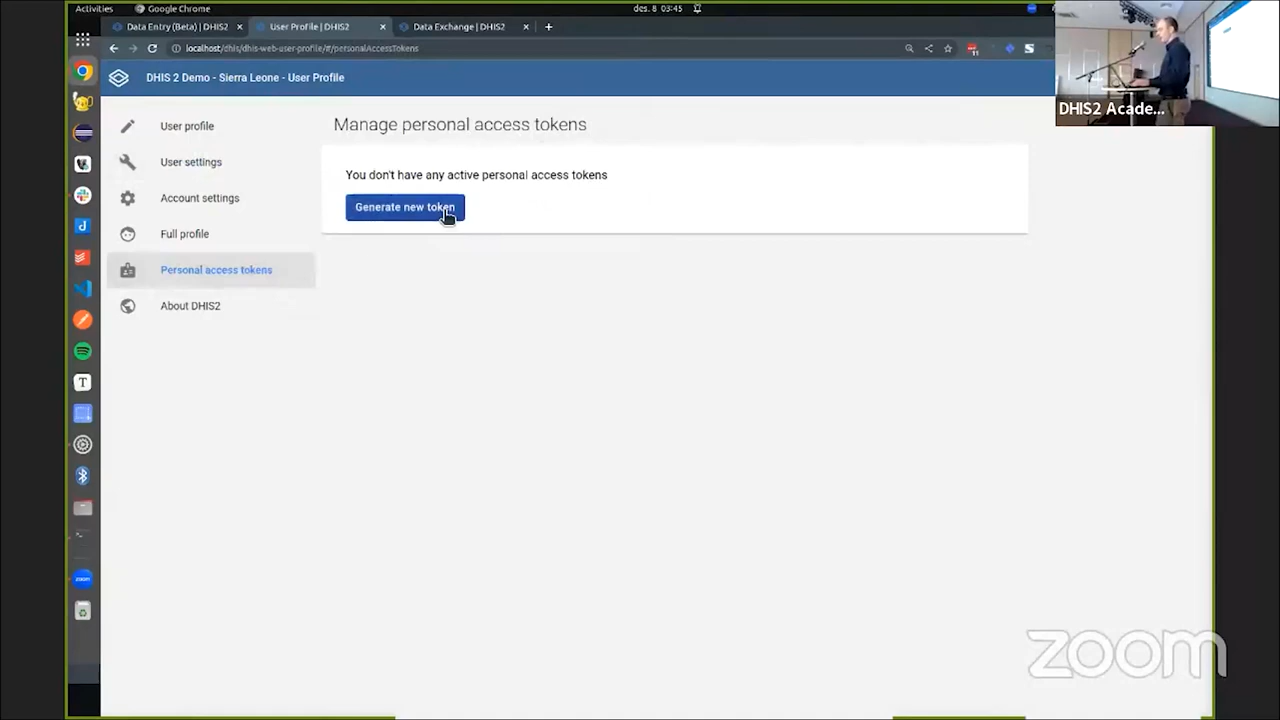 Activities
Google Chrome
des. 8 03:45
Data Entry (Beta) | DHIS2
User Profile | DHIS2
Data Exchange | DHIS2
localhost/dhis/dhis-web-user-profile/#/personalAccessTokens
DHIS 2 Demo - Sierra Leone - User Profile
DHIS2 Acade...
User profile
User settings
Account settings
Full profile
Personal access tokens
About DHIS2
Manage personal access tokens
You don't have any active personal access tokens
Generate new token
zoom
zoom